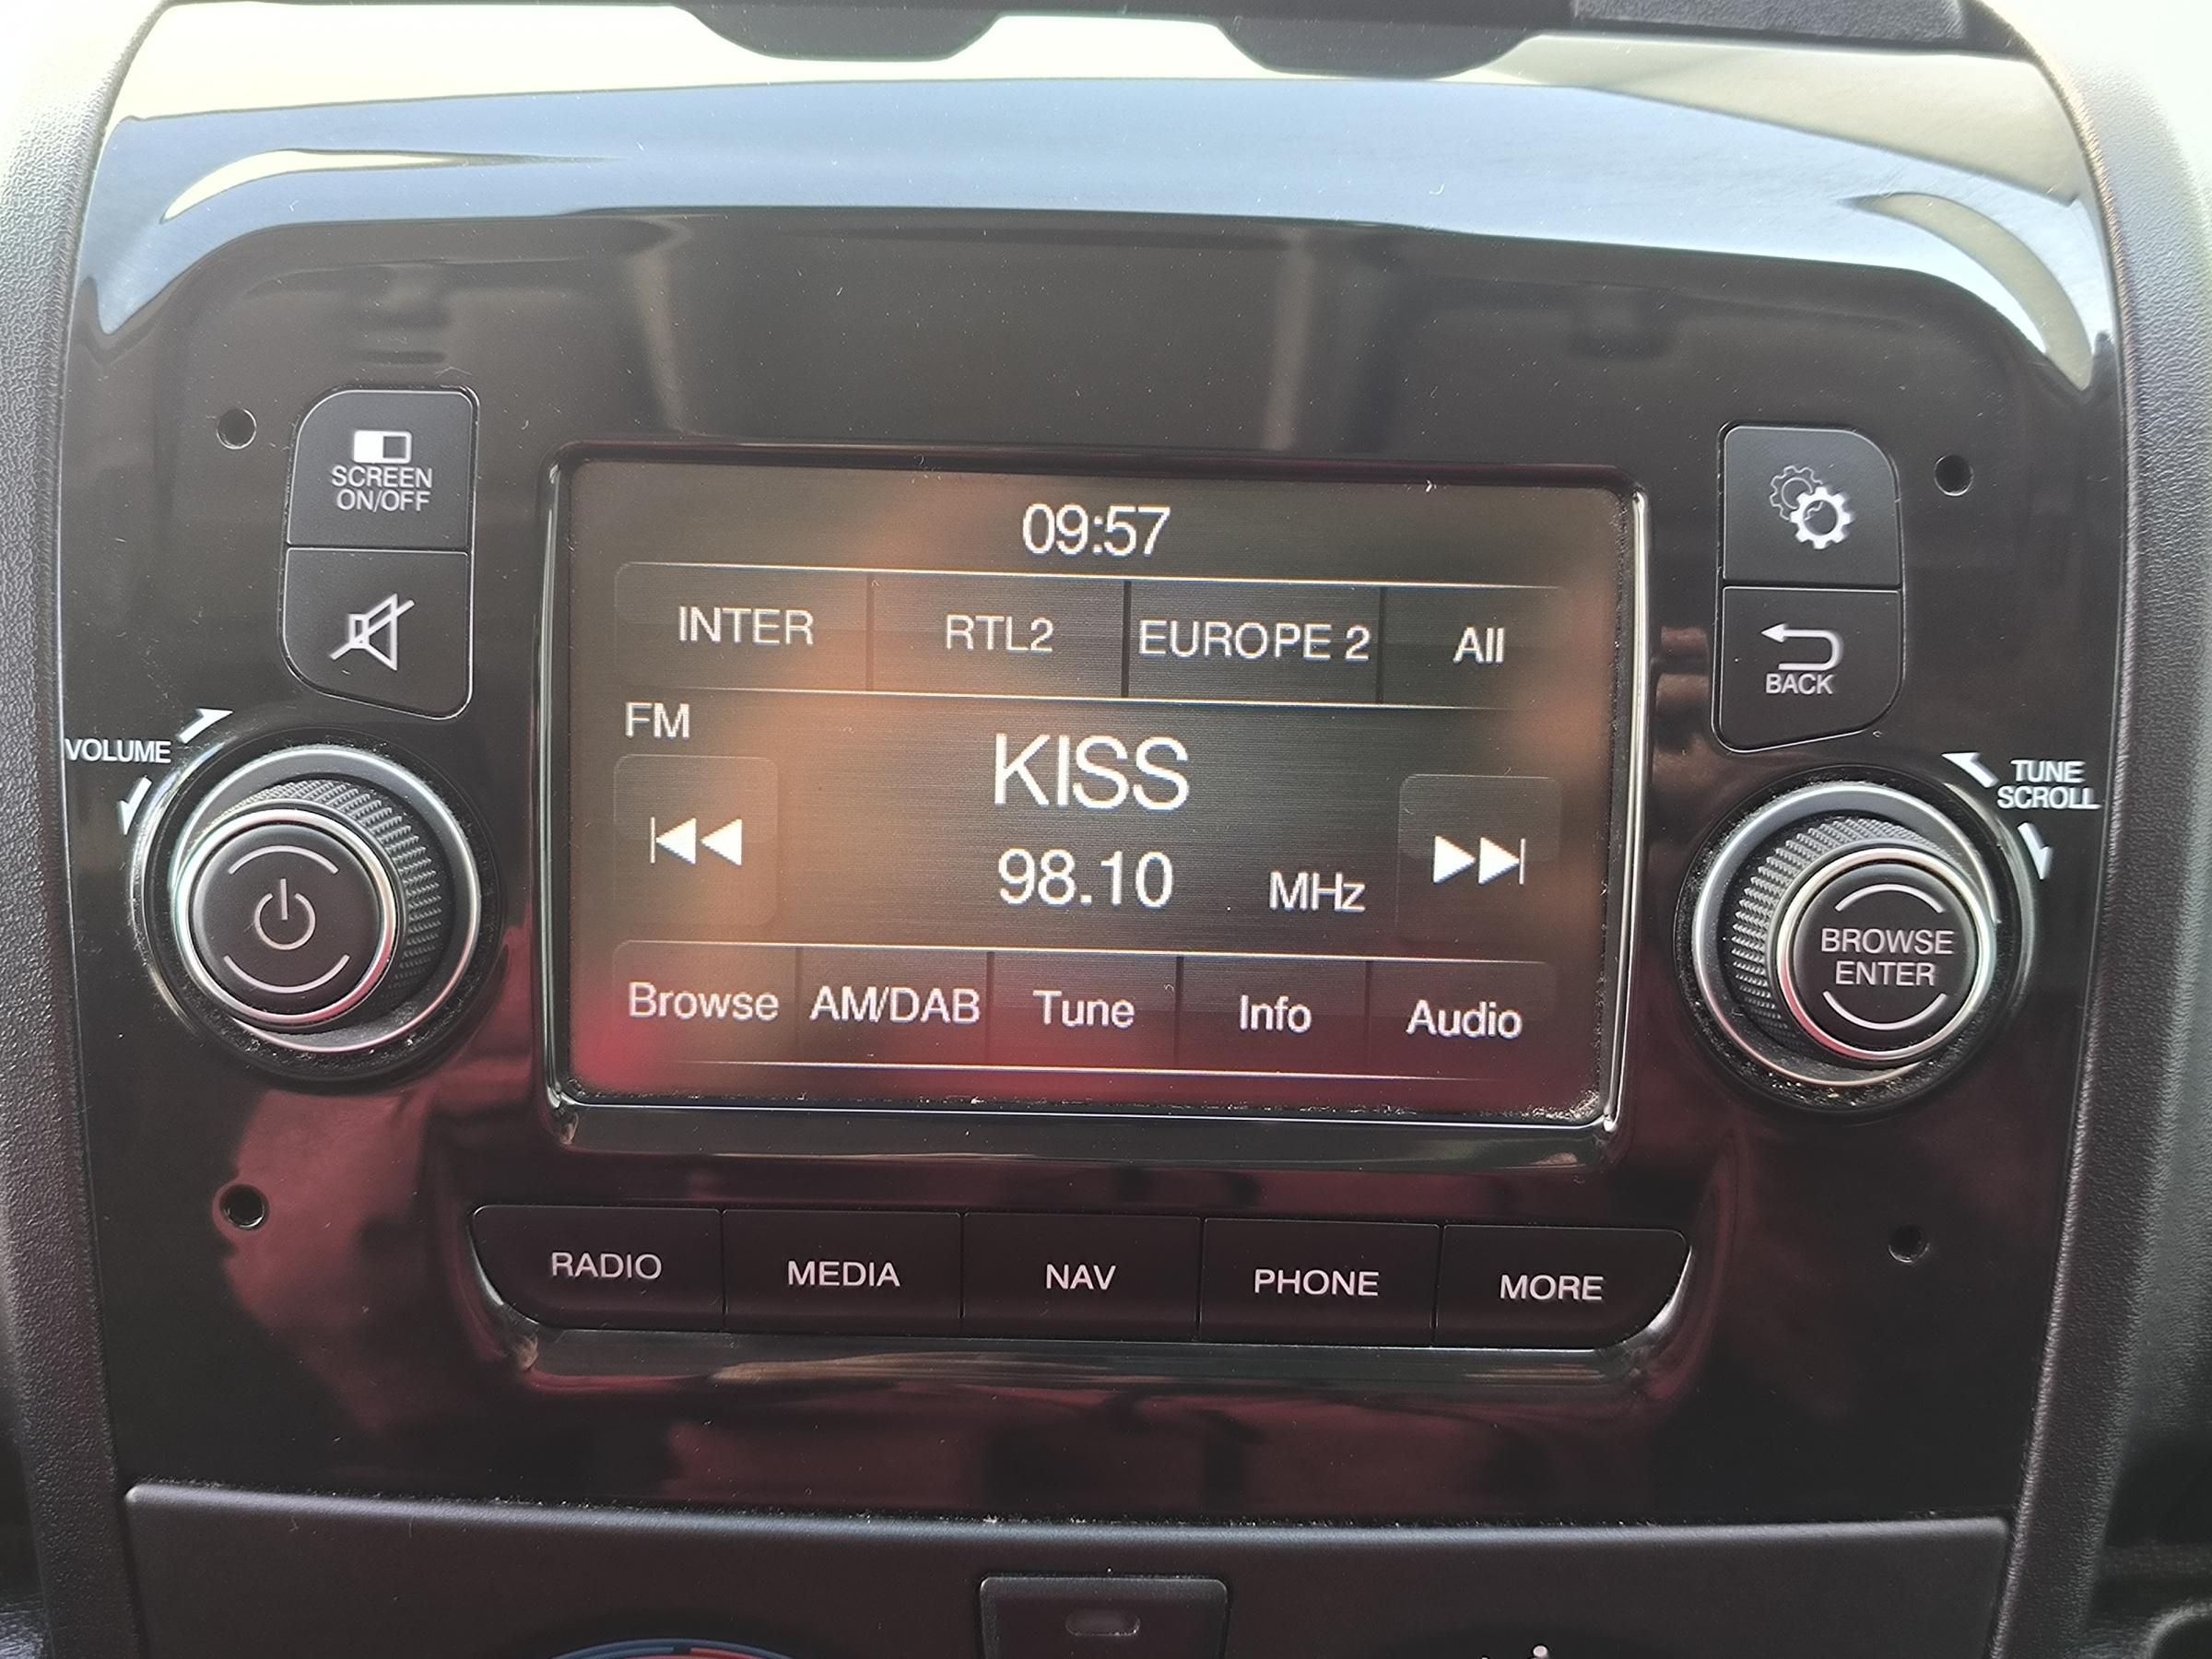 SCREEN
ON/OFF
VOLUME
09:57
INTER RTL2 EUROPE 2 All
FM
KISS
98.10 MHz
Browse AM/DAB Tune Info Audio
BACK
TUNE
SCROLL
BROWSE
ENTER
RADIO MEDIA NAV PHONE MORE